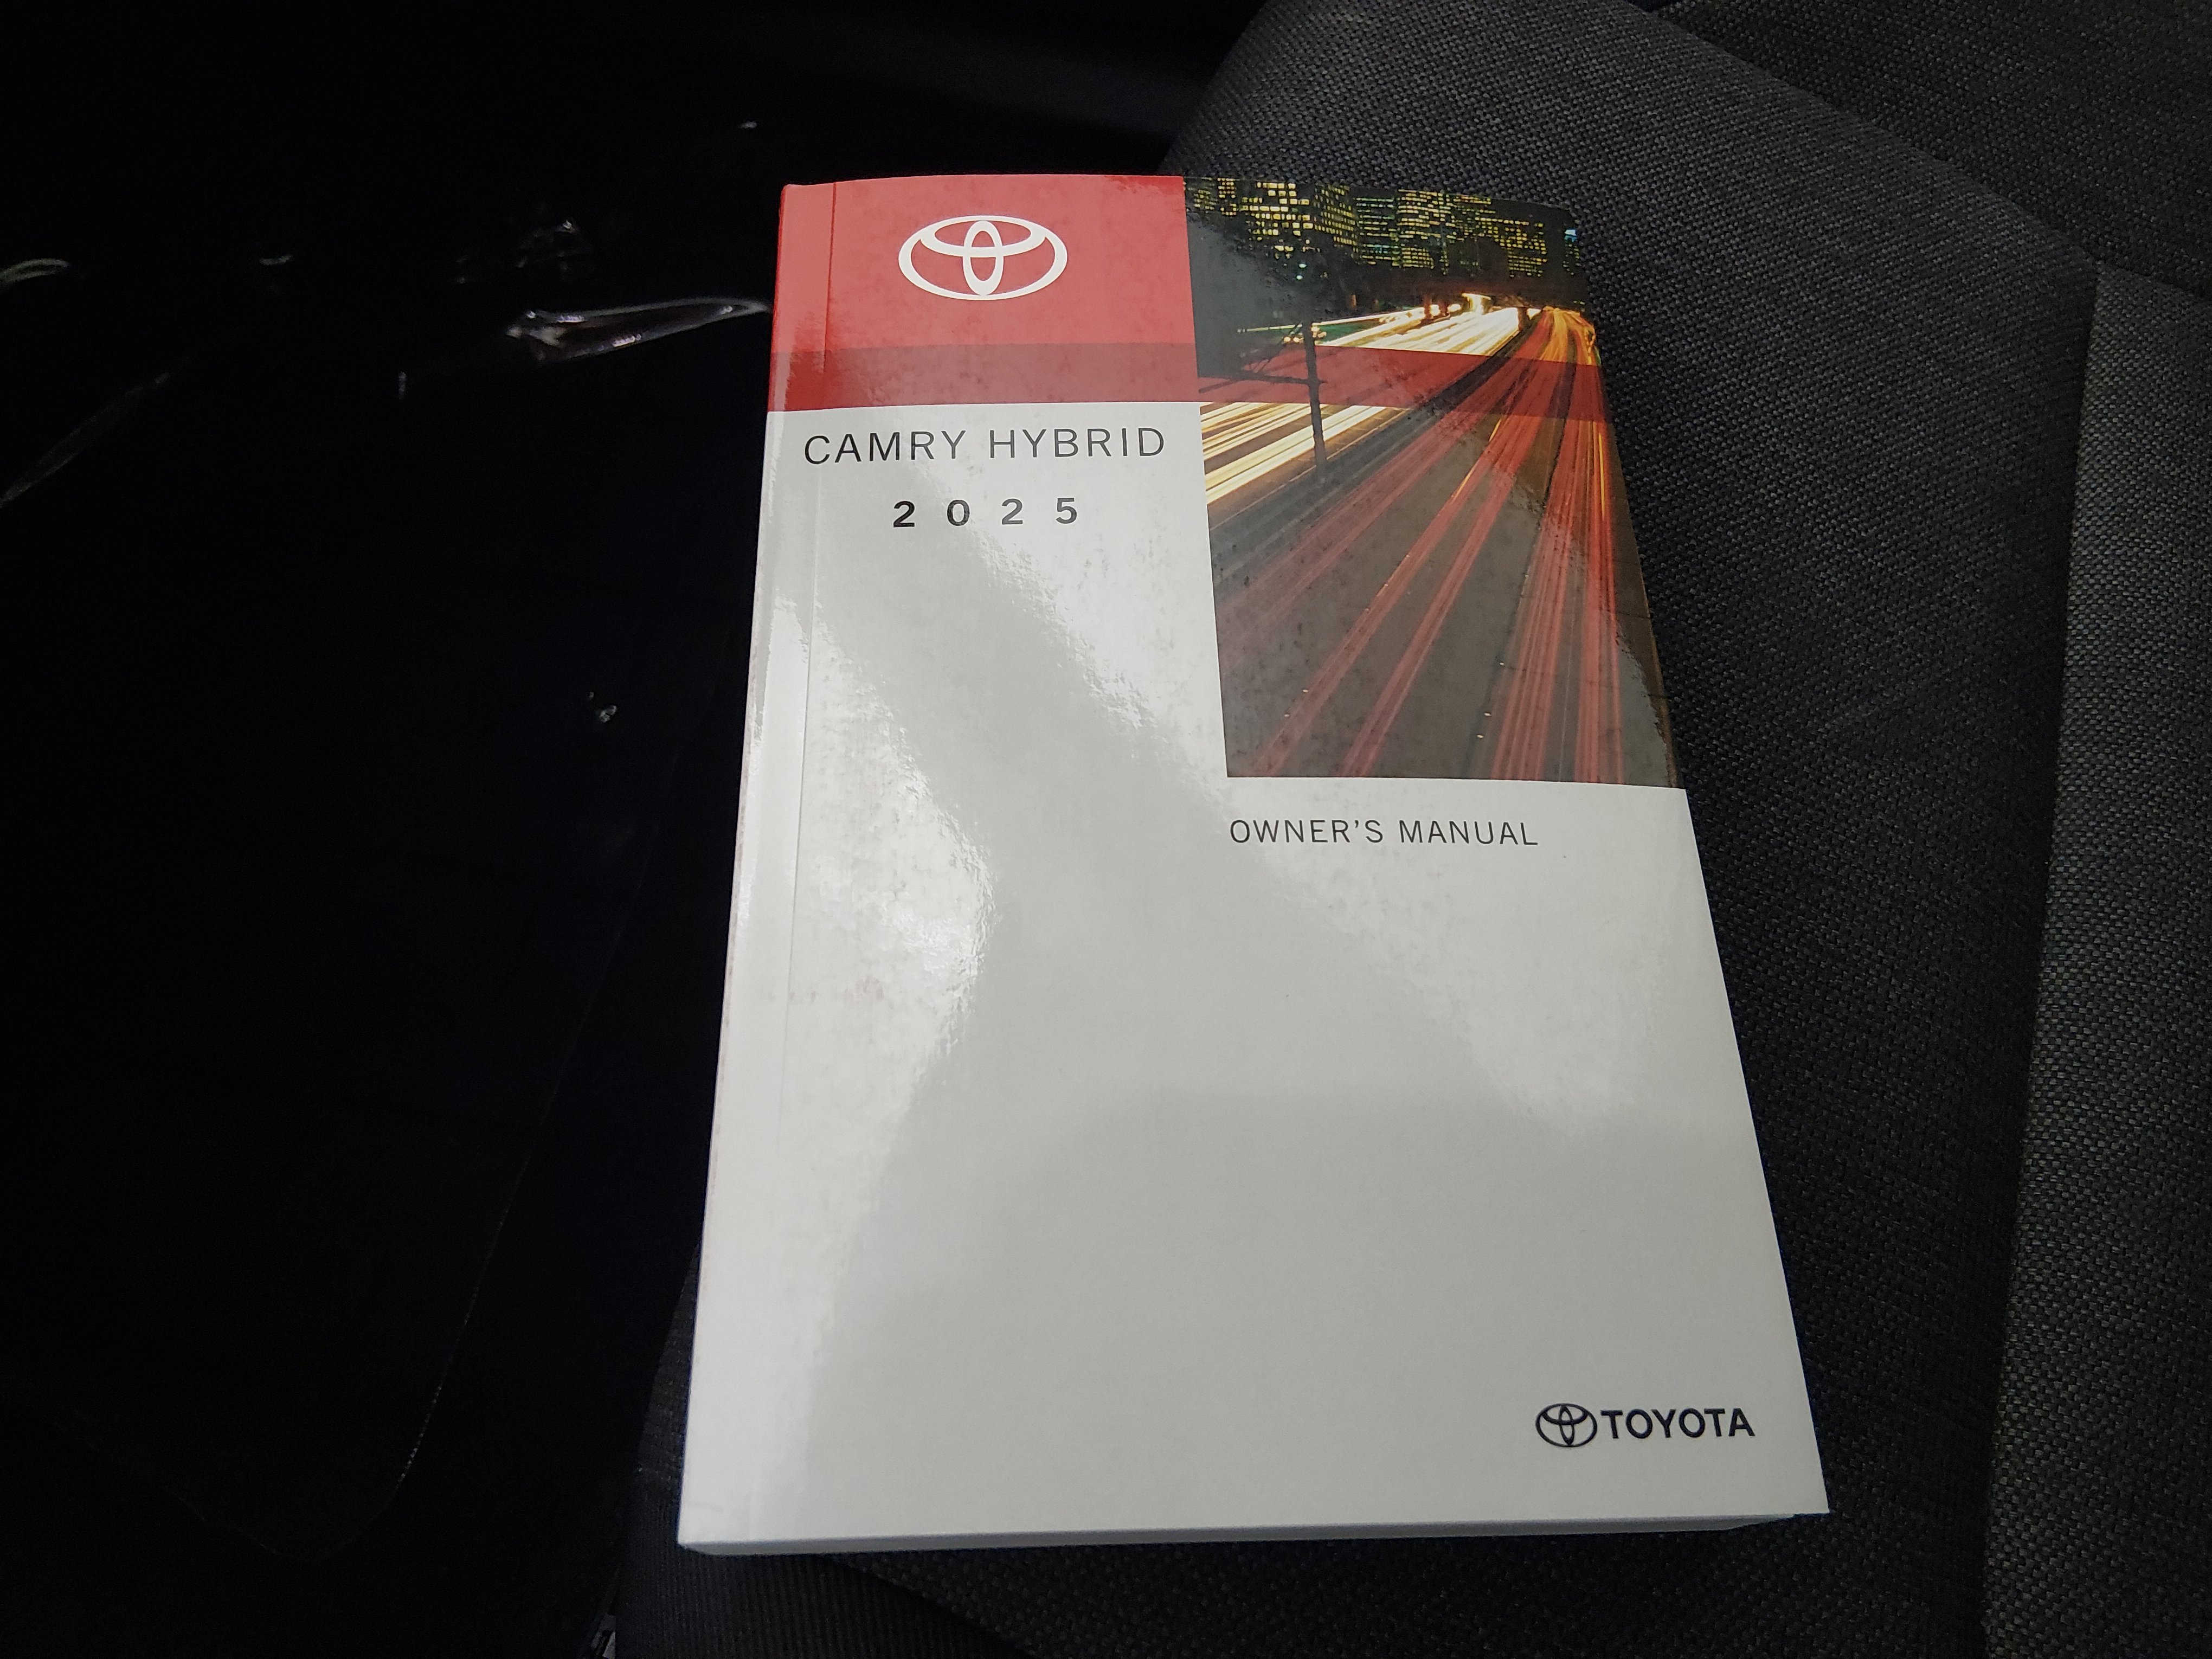 CAMRY HYBRID
2025
OWNER'S MANUAL
TOYOTA